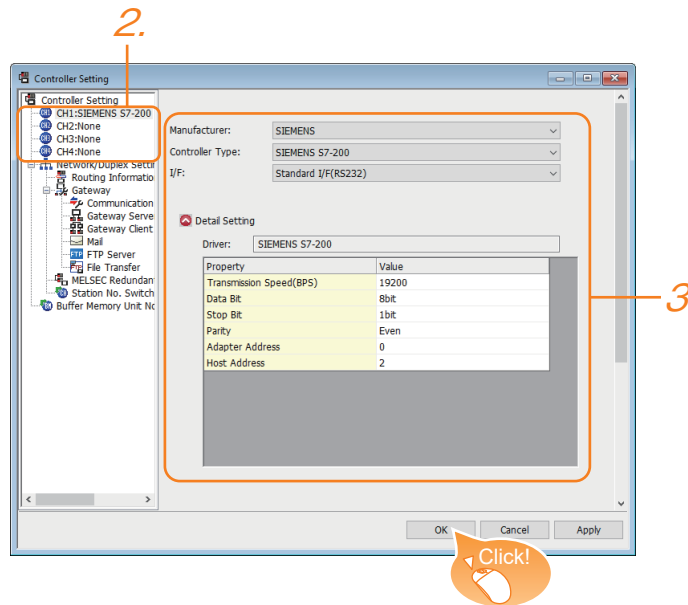 2.
Controller Setting
Controller Setting
CH1:SIEMENS S7-200
CH2:None
CH3:None
CH4:None
Network/Duplex Settin
Routing Informatio
Gateway
Communication
Gateway Serve
Gateway Client
Mail
FTP FTP Server
File Transfer
MELSEC Redundan
Station No. Switch
Buffer Memory Unit No
Manufacturer: SIEMENS
Controller Type: SIEMENS S7-200
I/F: Standard I/F(RS232)
Detail Setting
Driver: SIEMENS S7-200
Property Value
Transmission Speed(BPS) 19200
Data Bit 8bit
Stop Bit 1bit
Parity Even
Adapter Address 0
Host Address 2
3
OK Cancel Apply
Click!